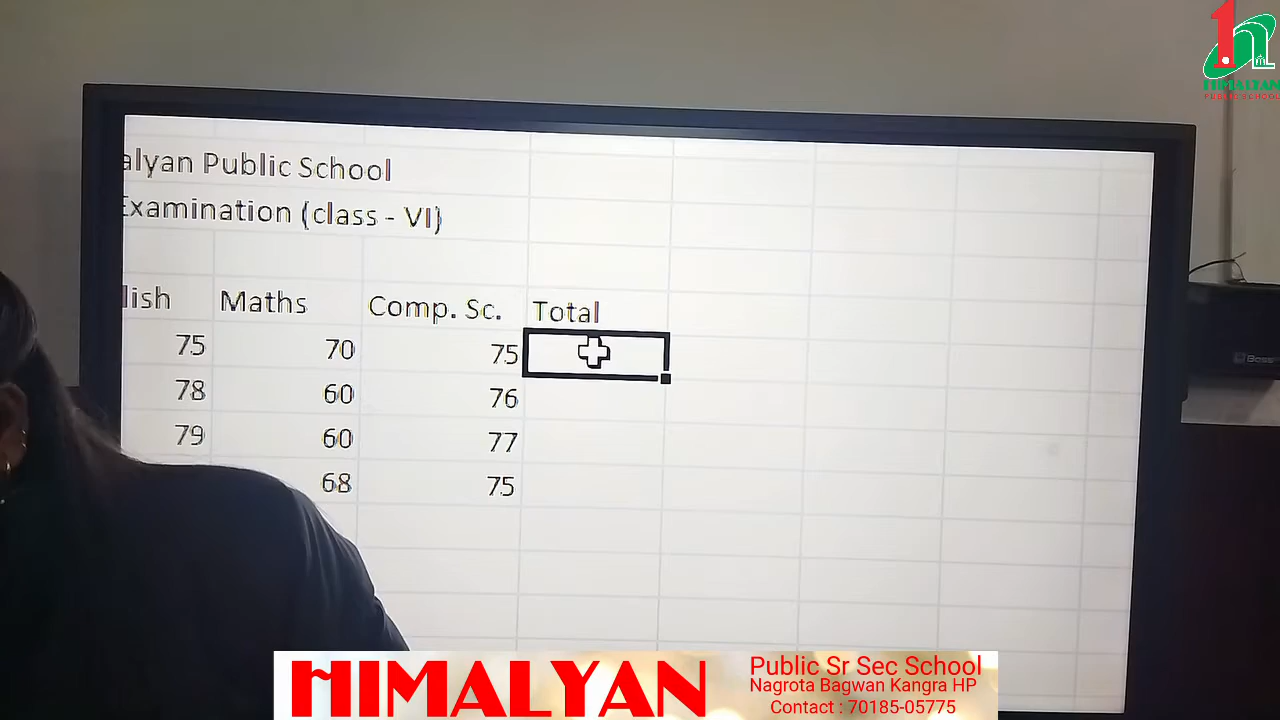 HIMALYAN
PUBLIC SCHOOL
alyan Public School
Examination (class - VI)
lish Maths Comp. Sc. Total
75 70 75
78 60 76
79 60 77
68 75
HIMALYAN
Public Sr Sec School
Nagrota Bagwan Kangra HP
Contact : 70185-05775